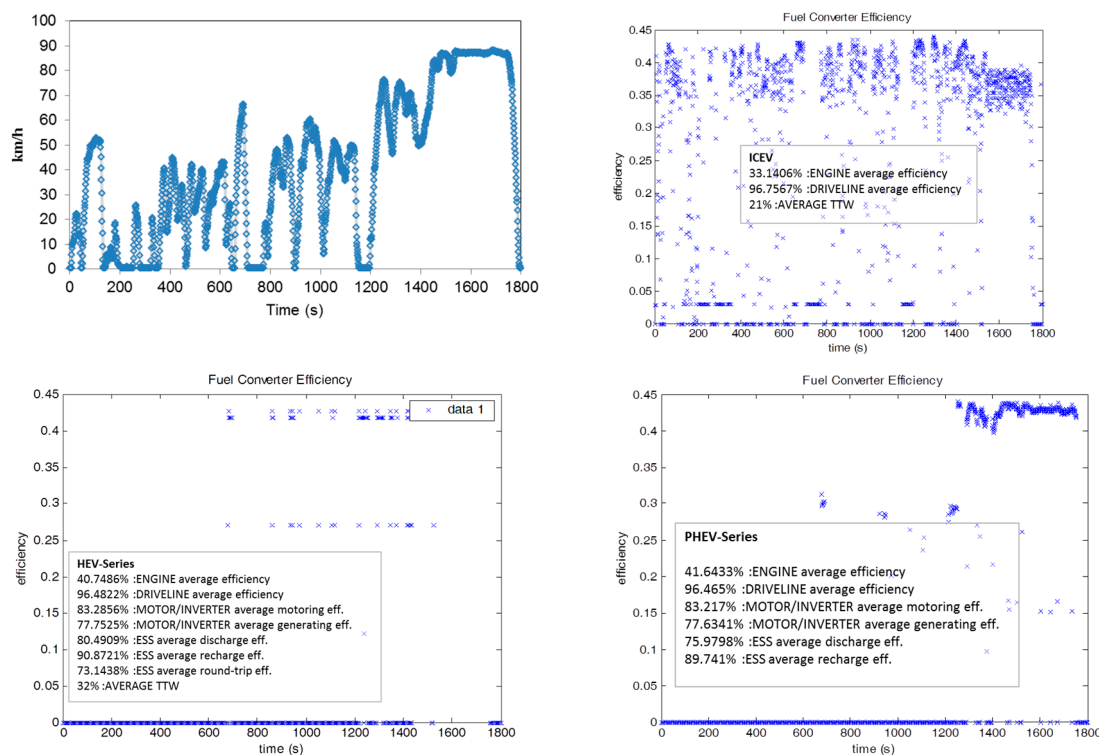 100
90
80
70
60
50
40
30
20
10
0
km/h
0 200 400 600 800 1000 1200 1400 1600 1800
Time (s)
Fuel Converter Efficiency
0.45
0.4
0.35
0.3
0.25
0.2
0.15
0.1
0.05
0
efficiency
ICEV
33.1406% :ENGINE average efficiency
96.7567% :DRIVELINE average efficiency
21% :AVERAGE TTW
0 200 400 600 800 1000 1200 1400 1600 1800
time (s)
Fuel Converter Efficiency
0.45
0.4
0.35
0.3
0.25
0.2
0.15
0.1
0.05
0
efficiency
data 1
HEV-Series
40.7486% :ENGINE average efficiency
96.4822% :DRIVELINE average efficiency
83.2856% :MOTOR/INVERTER average motoring eff.
77.7525% :MOTOR/INVERTER average generating eff.
80.4909% :ESS average discharge eff.
90.8721% :ESS average recharge eff.
73.1438% :ESS average round-trip eff.
32% :AVERAGE TTW
0 200 400 600 800 1000 1200 1400 1600 1800
time (s)
Fuel Converter Efficiency
0.45
0.4
0.35
0.3
0.25
0.2
0.15
0.1
0.05
0
efficiency
PHEV-Series
41.6433% :ENGINE average efficiency
96.465% :DRIVELINE average efficiency
83.217% :MOTOR/INVERTER average motoring eff.
77.6341% :MOTOR/INVERTER average generating eff.
75.9798% :ESS average discharge eff.
89.741% :ESS average recharge eff.
0 200 400 600 800 1000 1200 1400 1600 1800
time (s)